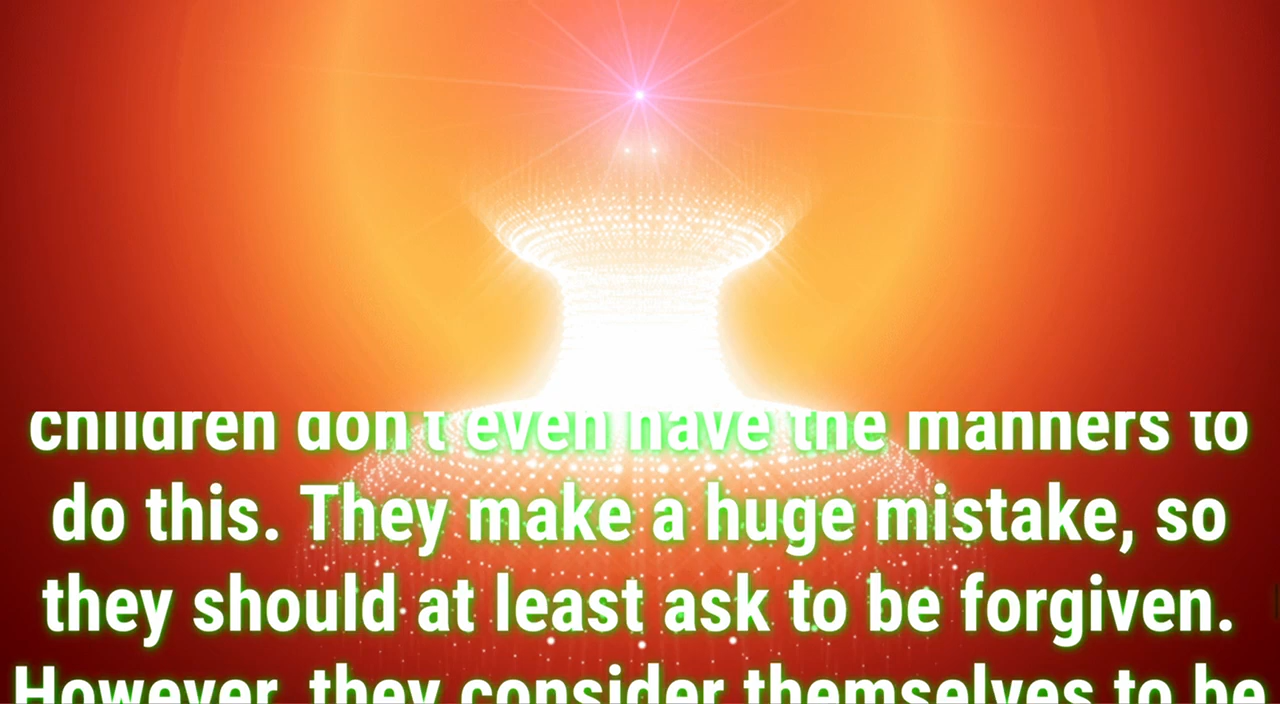 children don't even have the manners to
do this. They make a huge mistake, so
they should at least ask to be forgiven.
However, they consider themselves to be